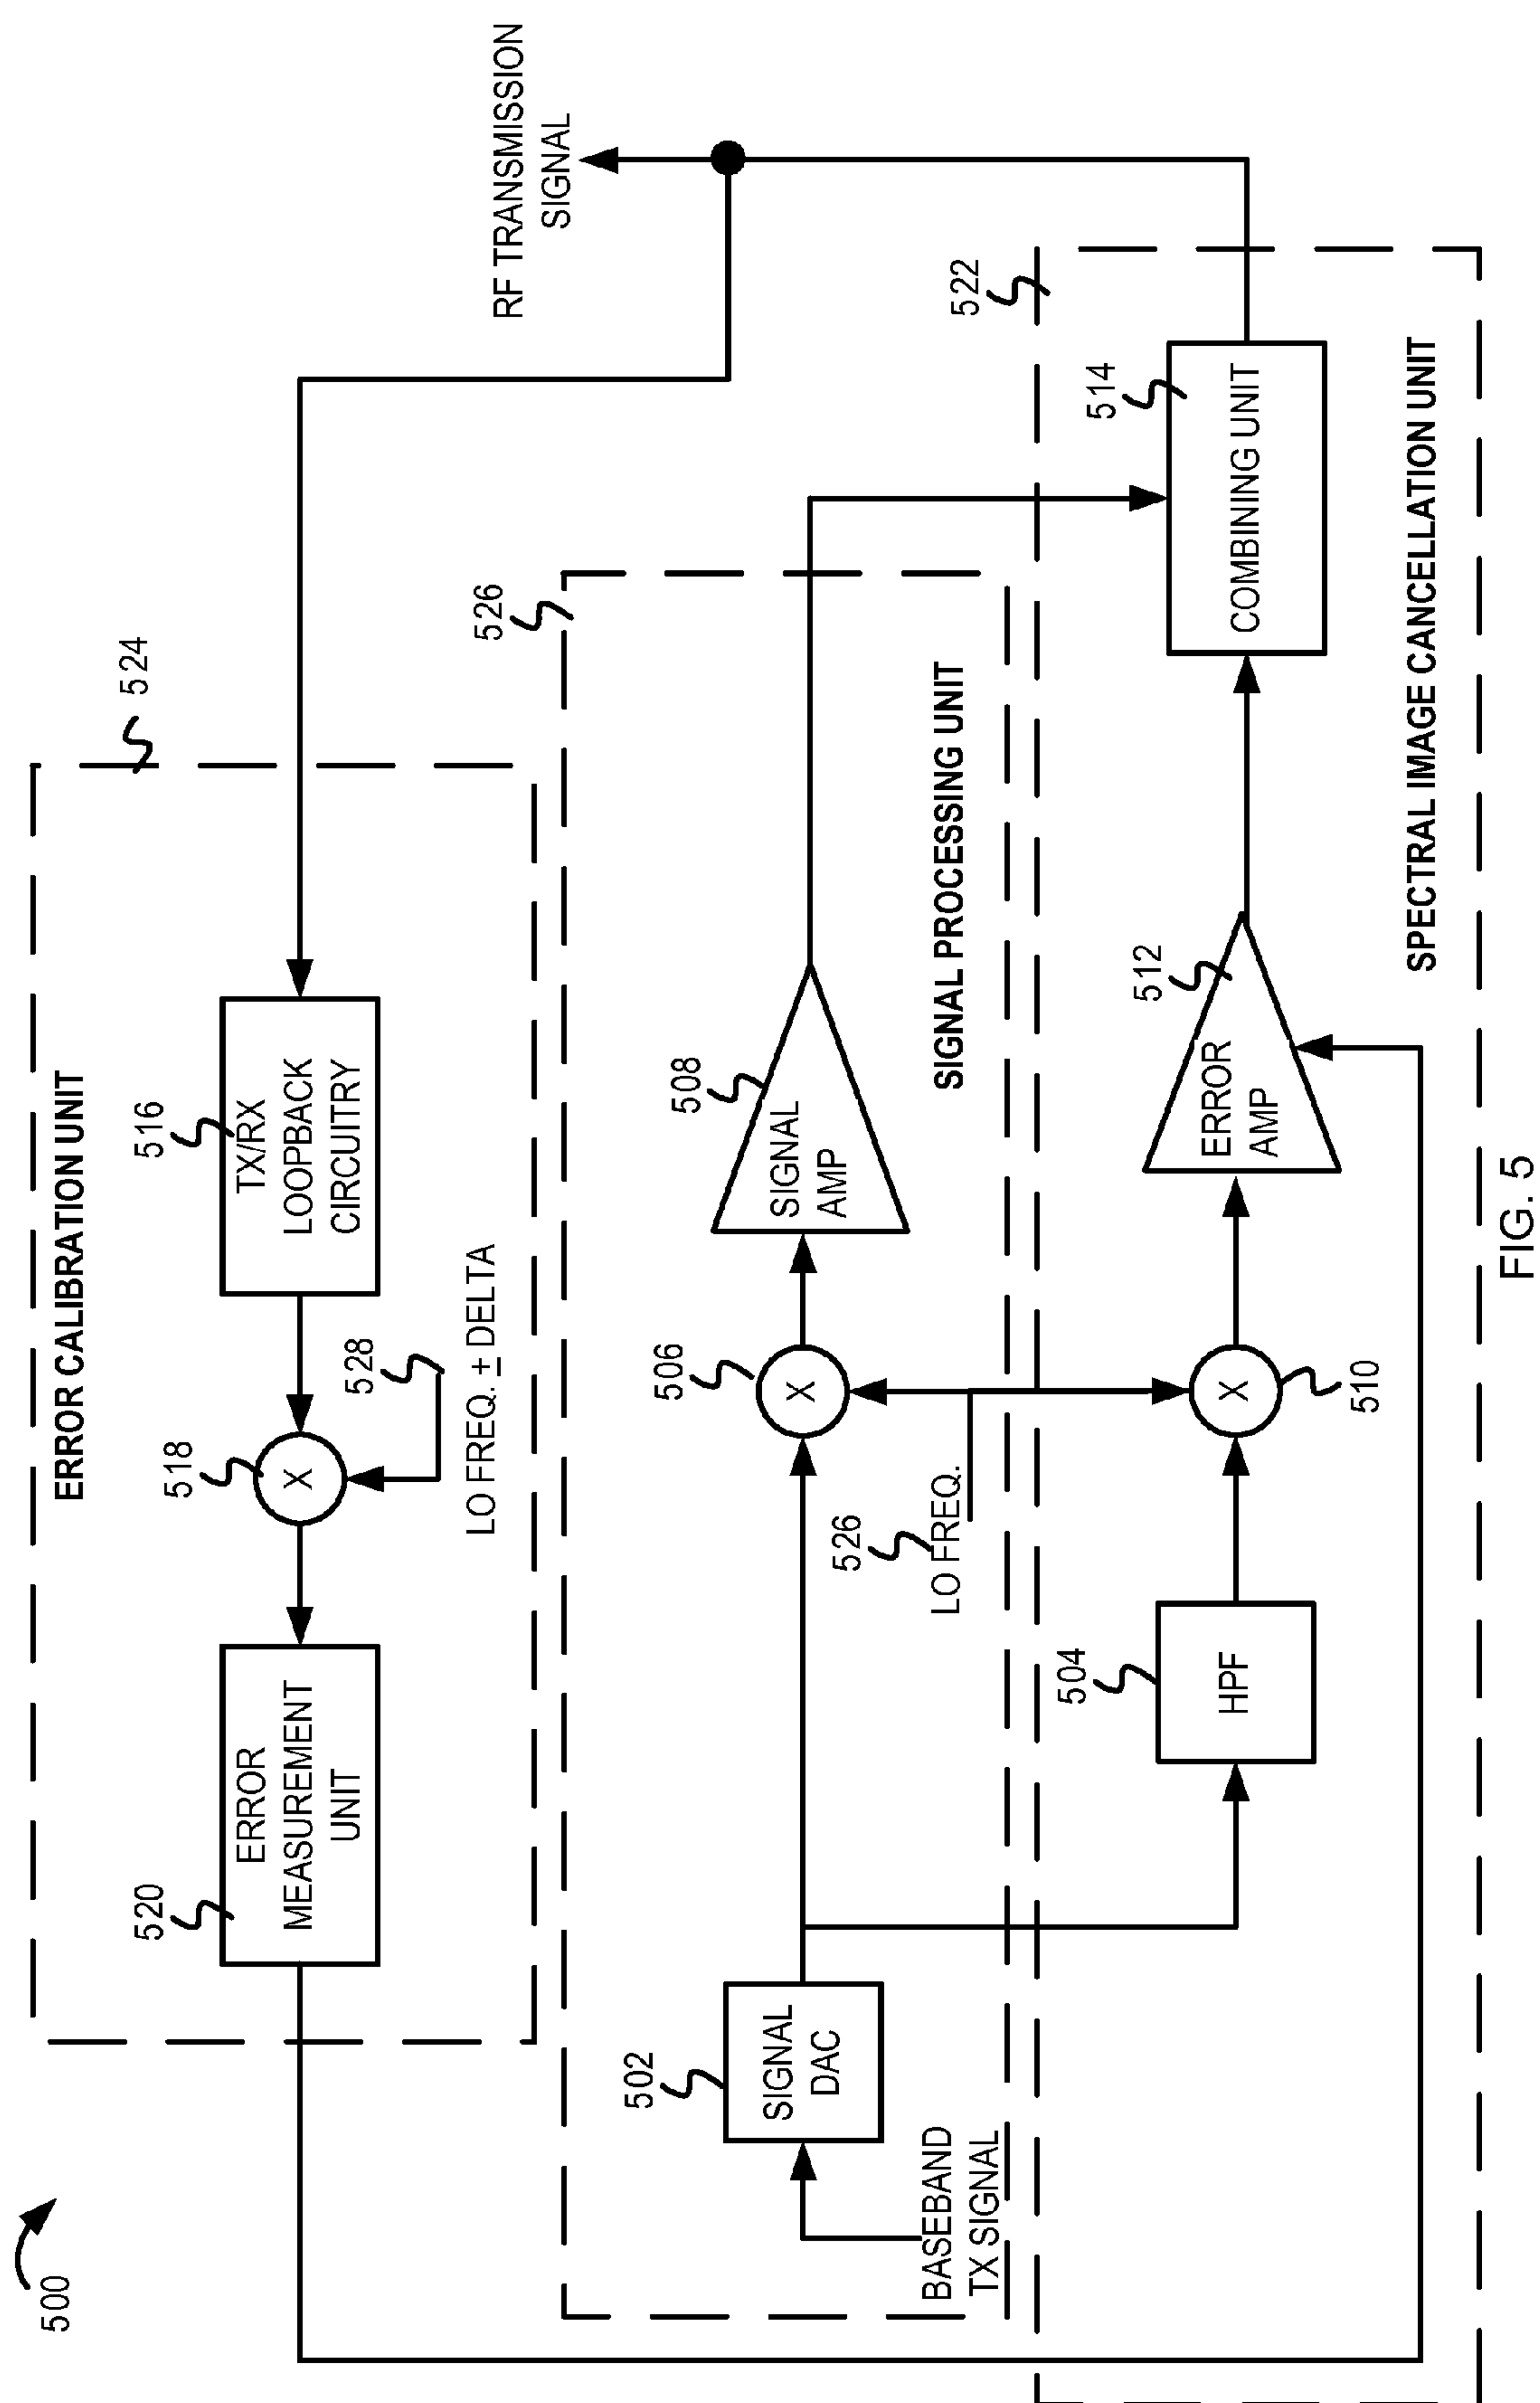 500
ERROR CALIBRATION UNIT
524
520
ERROR
MEASUREMENT
UNIT
518
X
516
TX/RX
LOOPBACK
CIRCUITRY
528
LO FREQ. ± DELTA
RF TRANSMISSION
SIGNAL
526
502
SIGNAL
DAC
BASEBAND
TX SIGNAL
506
X
508
SIGNAL
AMP
526
LO FREQ.
SIGNAL PROCESSING UNIT
522
504
HPF
X
510
512
ERROR
AMP
514
COMBINING UNIT
SPECTRAL IMAGE CANCELLATION UNIT
FIG. 5